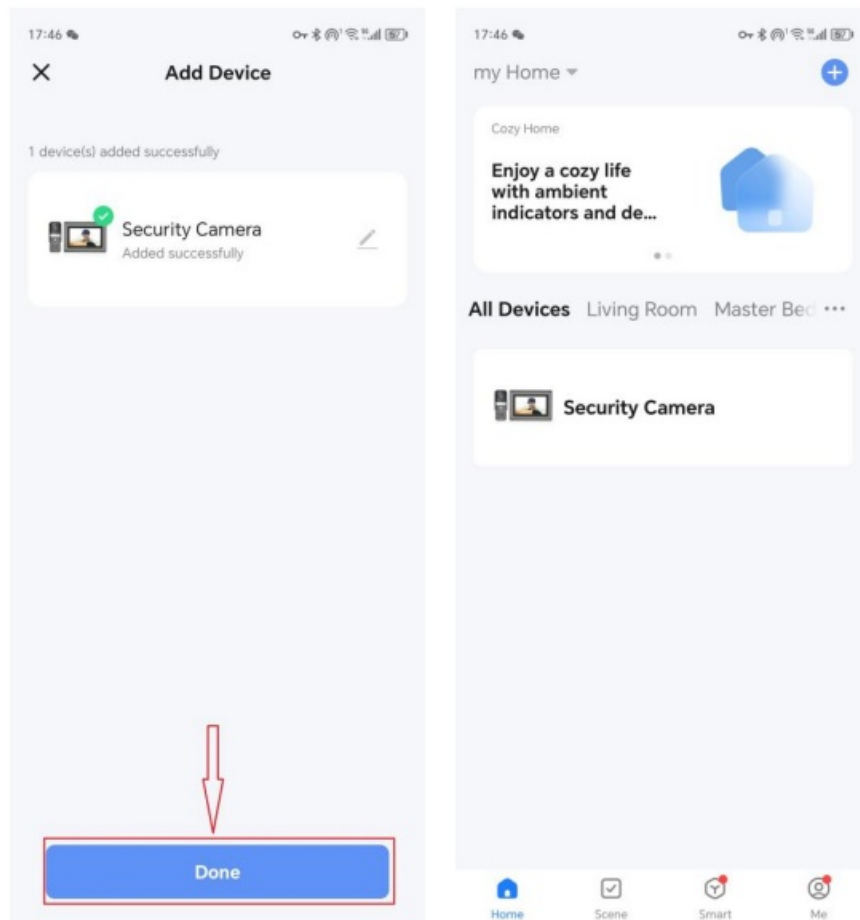 17:46
Add Device
1 device(s) added successfully
Security Camera
Added successfully
Done
17:46
my Home
Cozy Home
Enjoy a cozy life
with ambient
indicators and de...
All Devices Living Room Master Bed
Security Camera
Home Scene Smart Me